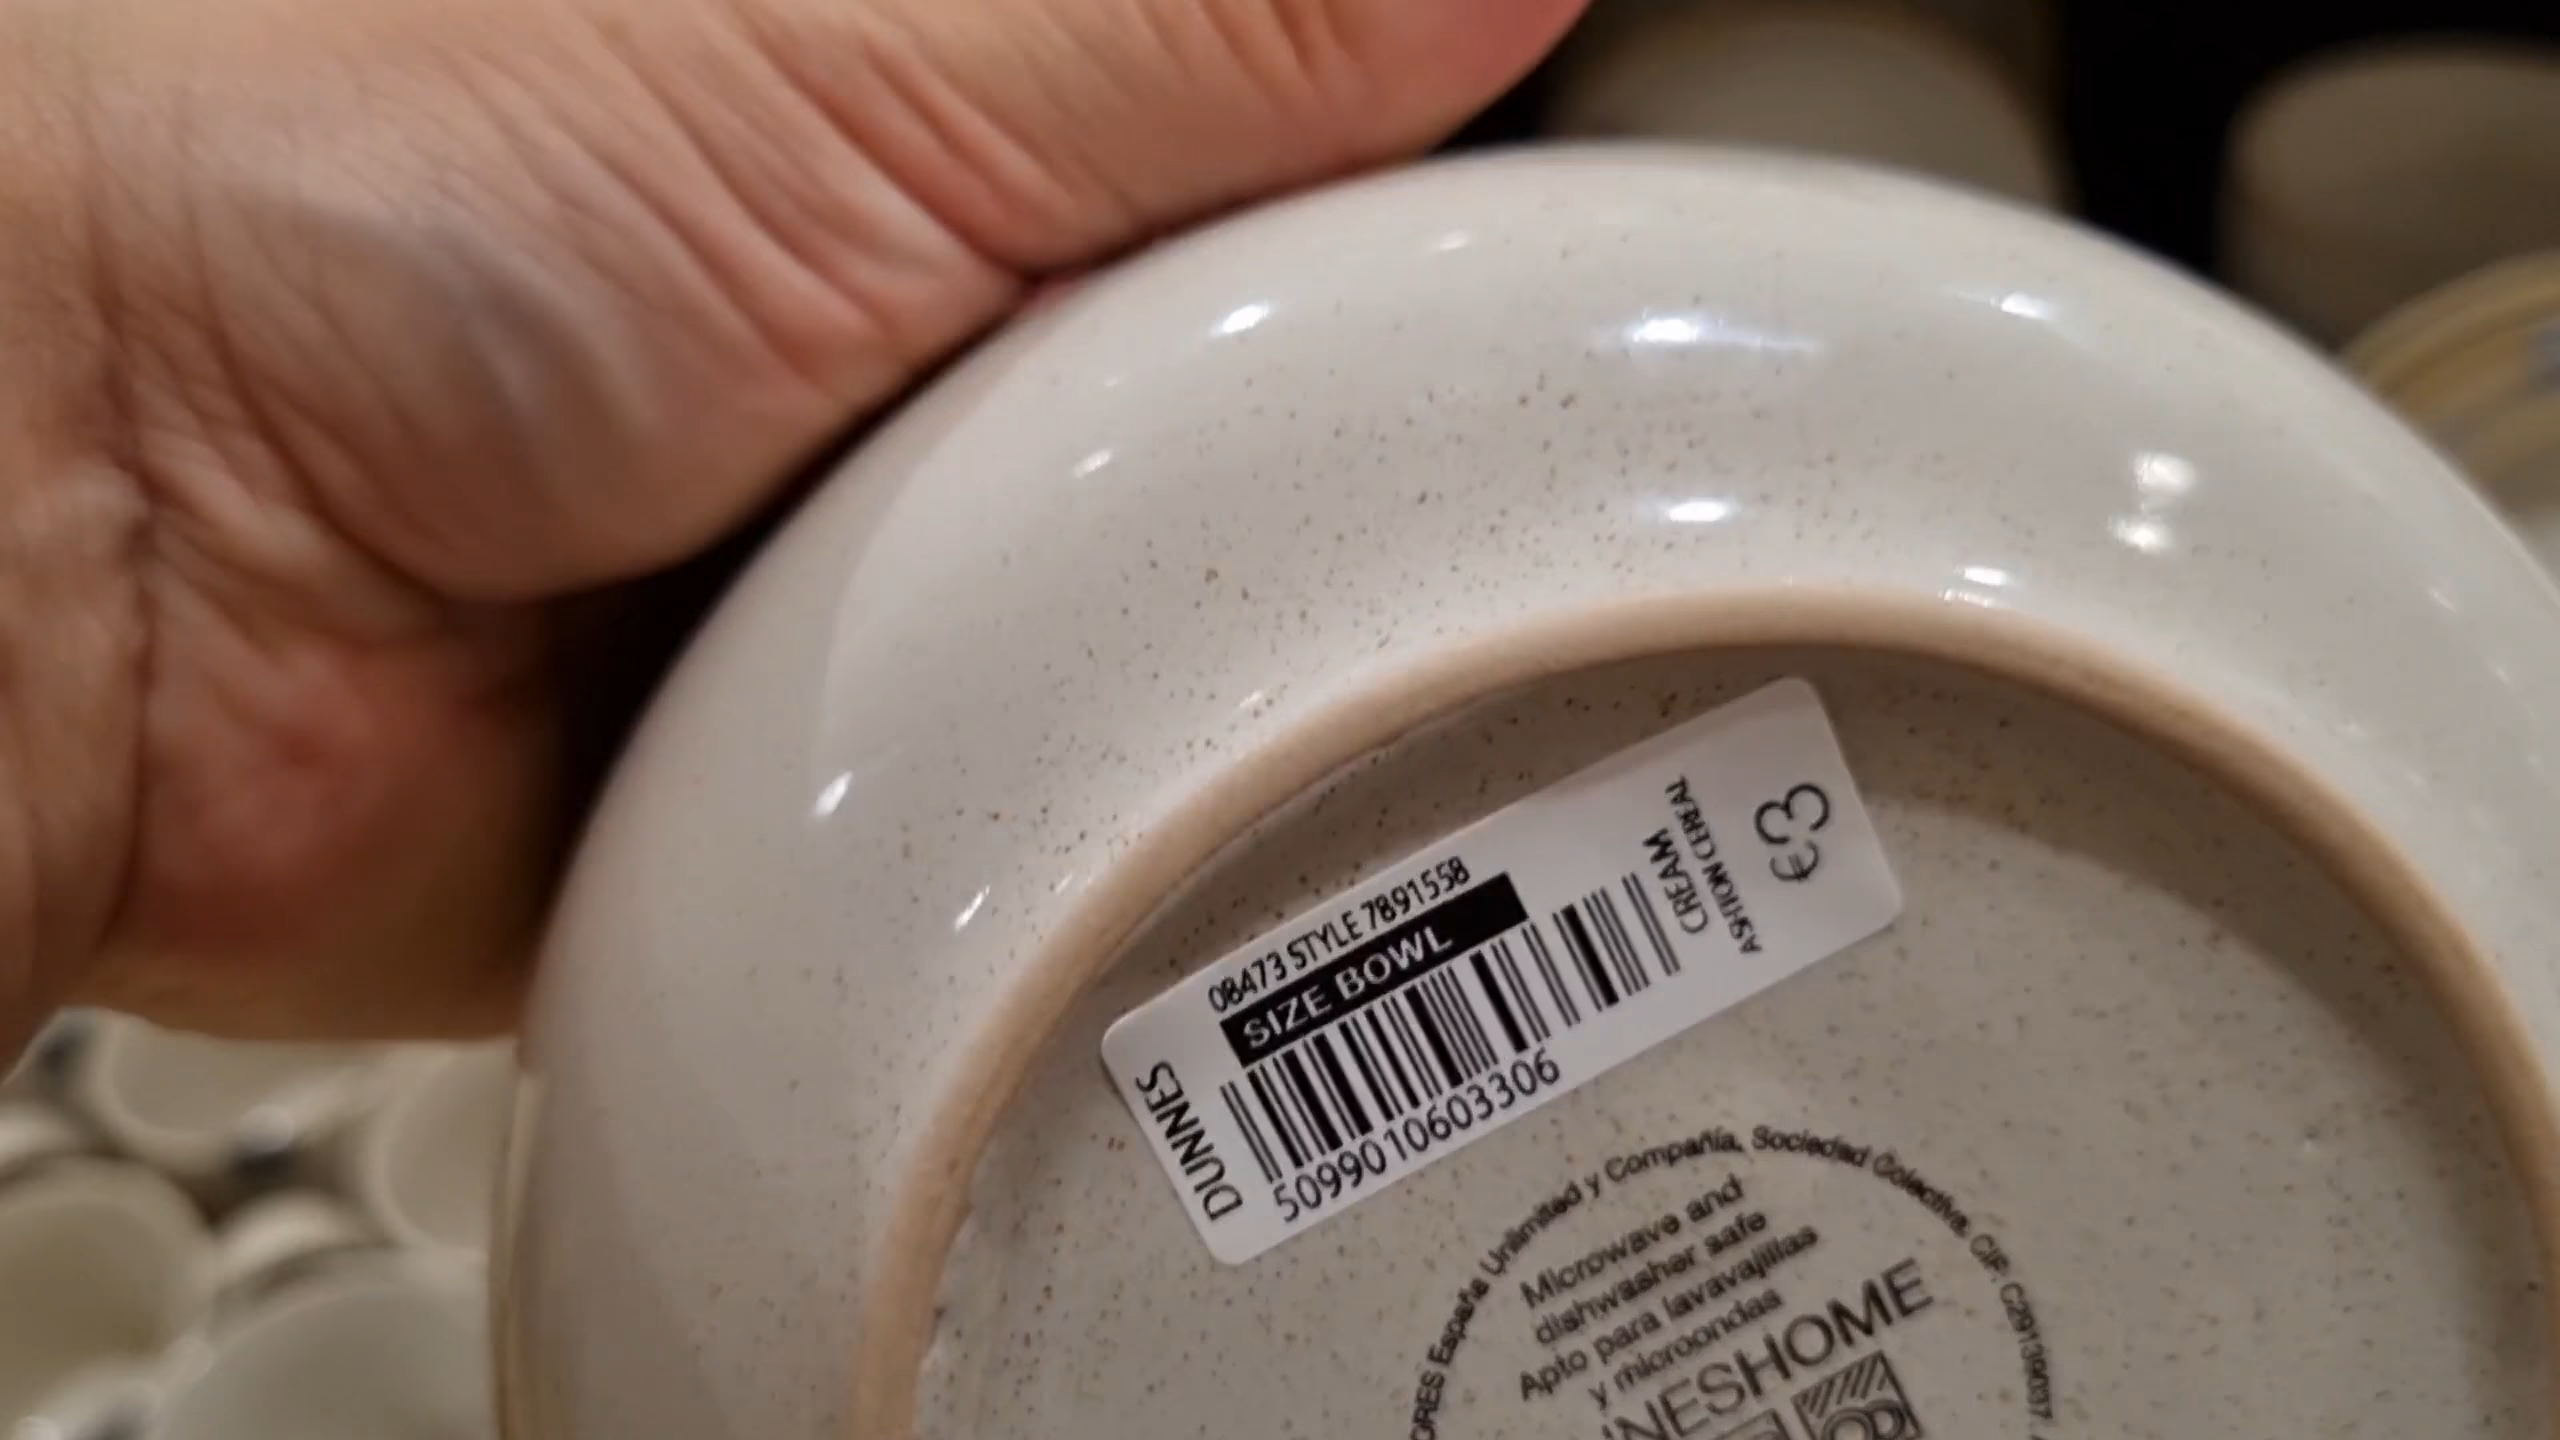 DUNNES
08473 STYLE 7891558
SIZE BOWL
5099010603306
CREAM
ASHTON CEREAL
€3
España Unlimited y Compañía, Sociedad Colectiva, CIF: C29139037
Microwave and
dishwasher safe
Apto para lavavajillas
y microondas